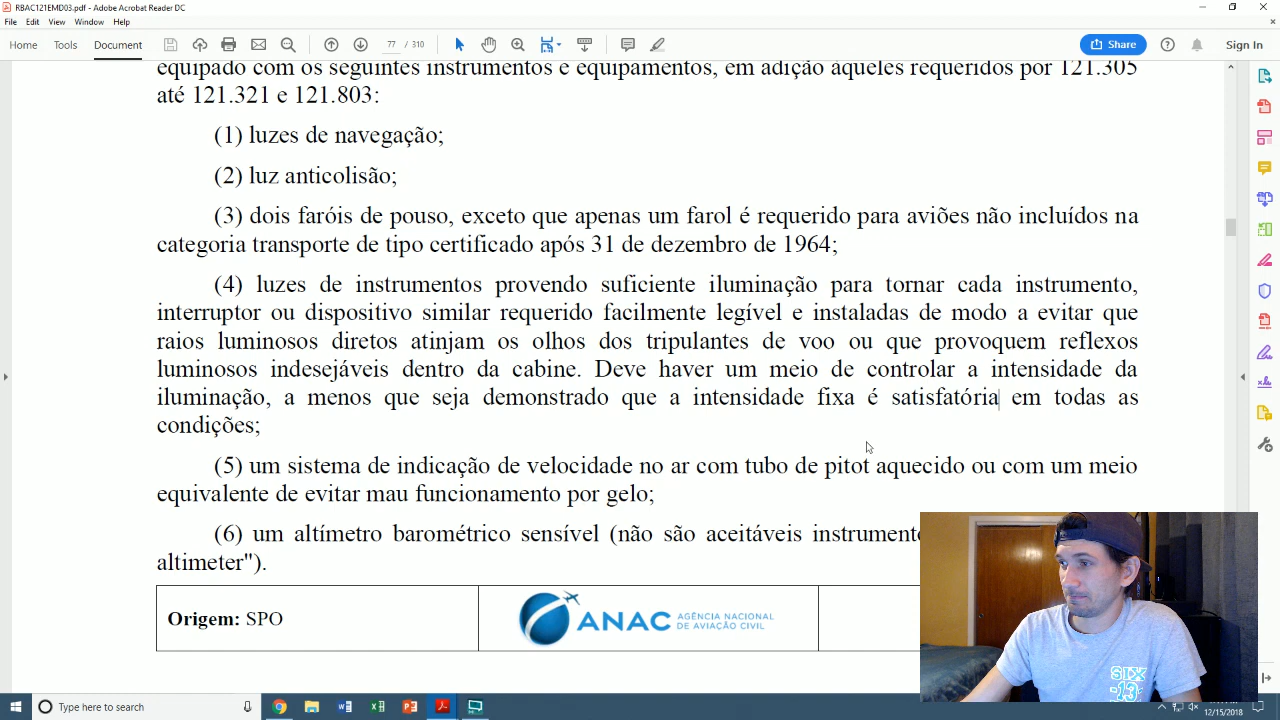 RBAC121EMD03.pdf - Adobe Acrobat Reader DC
File Edit View Window Help
Home Tools Document 77 / 310 Share Sign In
equipado com os seguintes instrumentos e equipamentos, em adição àqueles requeridos por 121.305
até 121.321 e 121.803:
(1) luzes de navegação;
(2) luz anticolisão;
(3) dois faróis de pouso, exceto que apenas um farol é requerido para aviões não incluídos na
categoria transporte de tipo certificado após 31 de dezembro de 1964;
(4) luzes de instrumentos provendo suficiente iluminação para tornar cada instrumento,
interruptor ou dispositivo similar requerido facilmente legível e instaladas de modo a evitar que
raios luminosos diretos atinjam os olhos dos tripulantes de voo ou que provoquem reflexos
luminosos indesejáveis dentro da cabine. Deve haver um meio de controlar a intensidade da
iluminação, a menos que seja demonstrado que a intensidade fixa é satisfatória em todas as
condições;
(5) um sistema de indicação de velocidade no ar com tubo de pitot aquecido ou com um meio
equivalente de evitar mau funcionamento por gelo;
(6) um altímetro barométrico sensível (não são aceitáveis instrumento
altimeter").
Origem: SPO
ANAC AGÊNCIA NACIONAL
DE AVIAÇÃO CIVIL
SIX
-13
Type here to search
12/15/2018